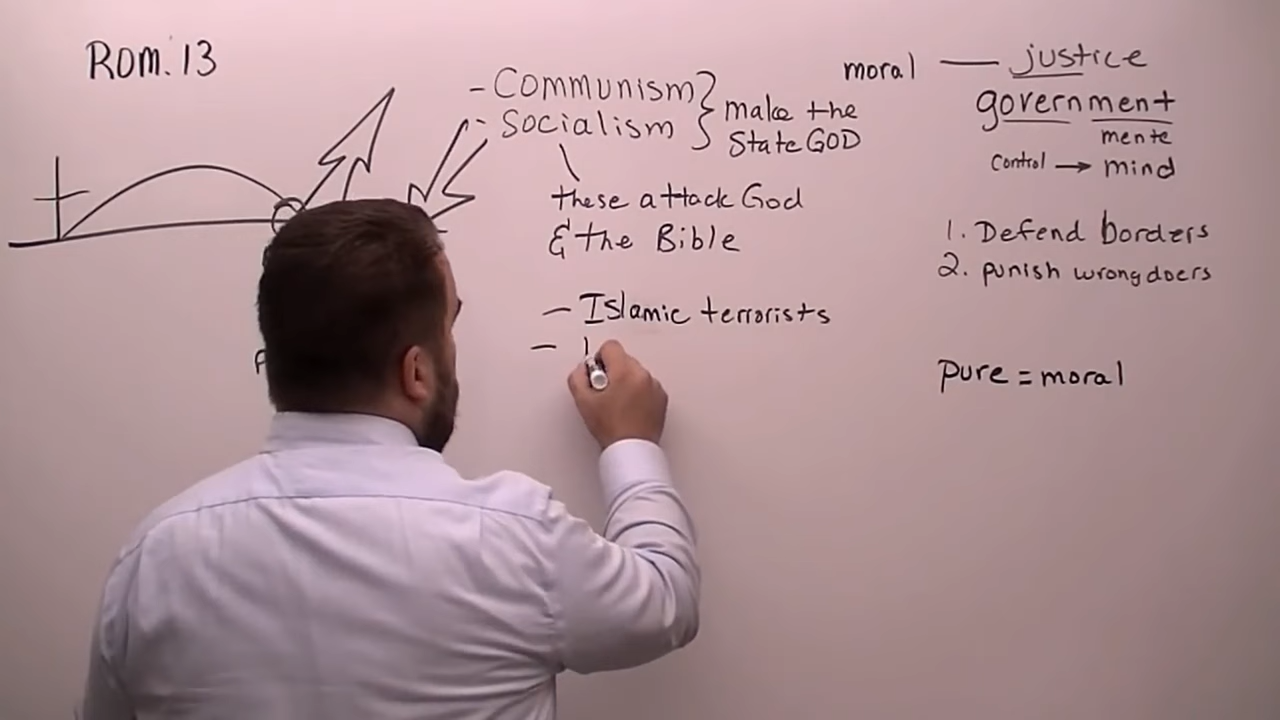 Rom. 13
- Communism
- Socialism
make the
State GOD
these attack God
& the Bible
- Islamic terrorists
-
moral — justice
government
mente
control → mind
1. Defend borders
2. punish wrongdoers
pure = moral